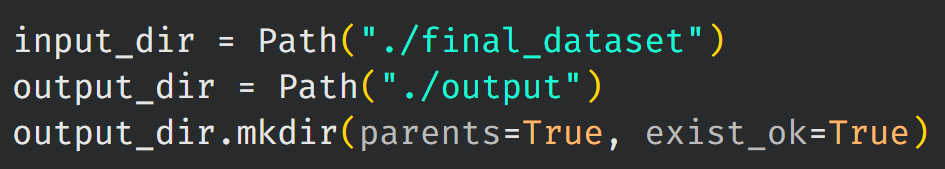 input_dir = Path("./final_dataset")
output_dir = Path("./output")
output_dir.mkdir(parents=True, exist_ok=True)